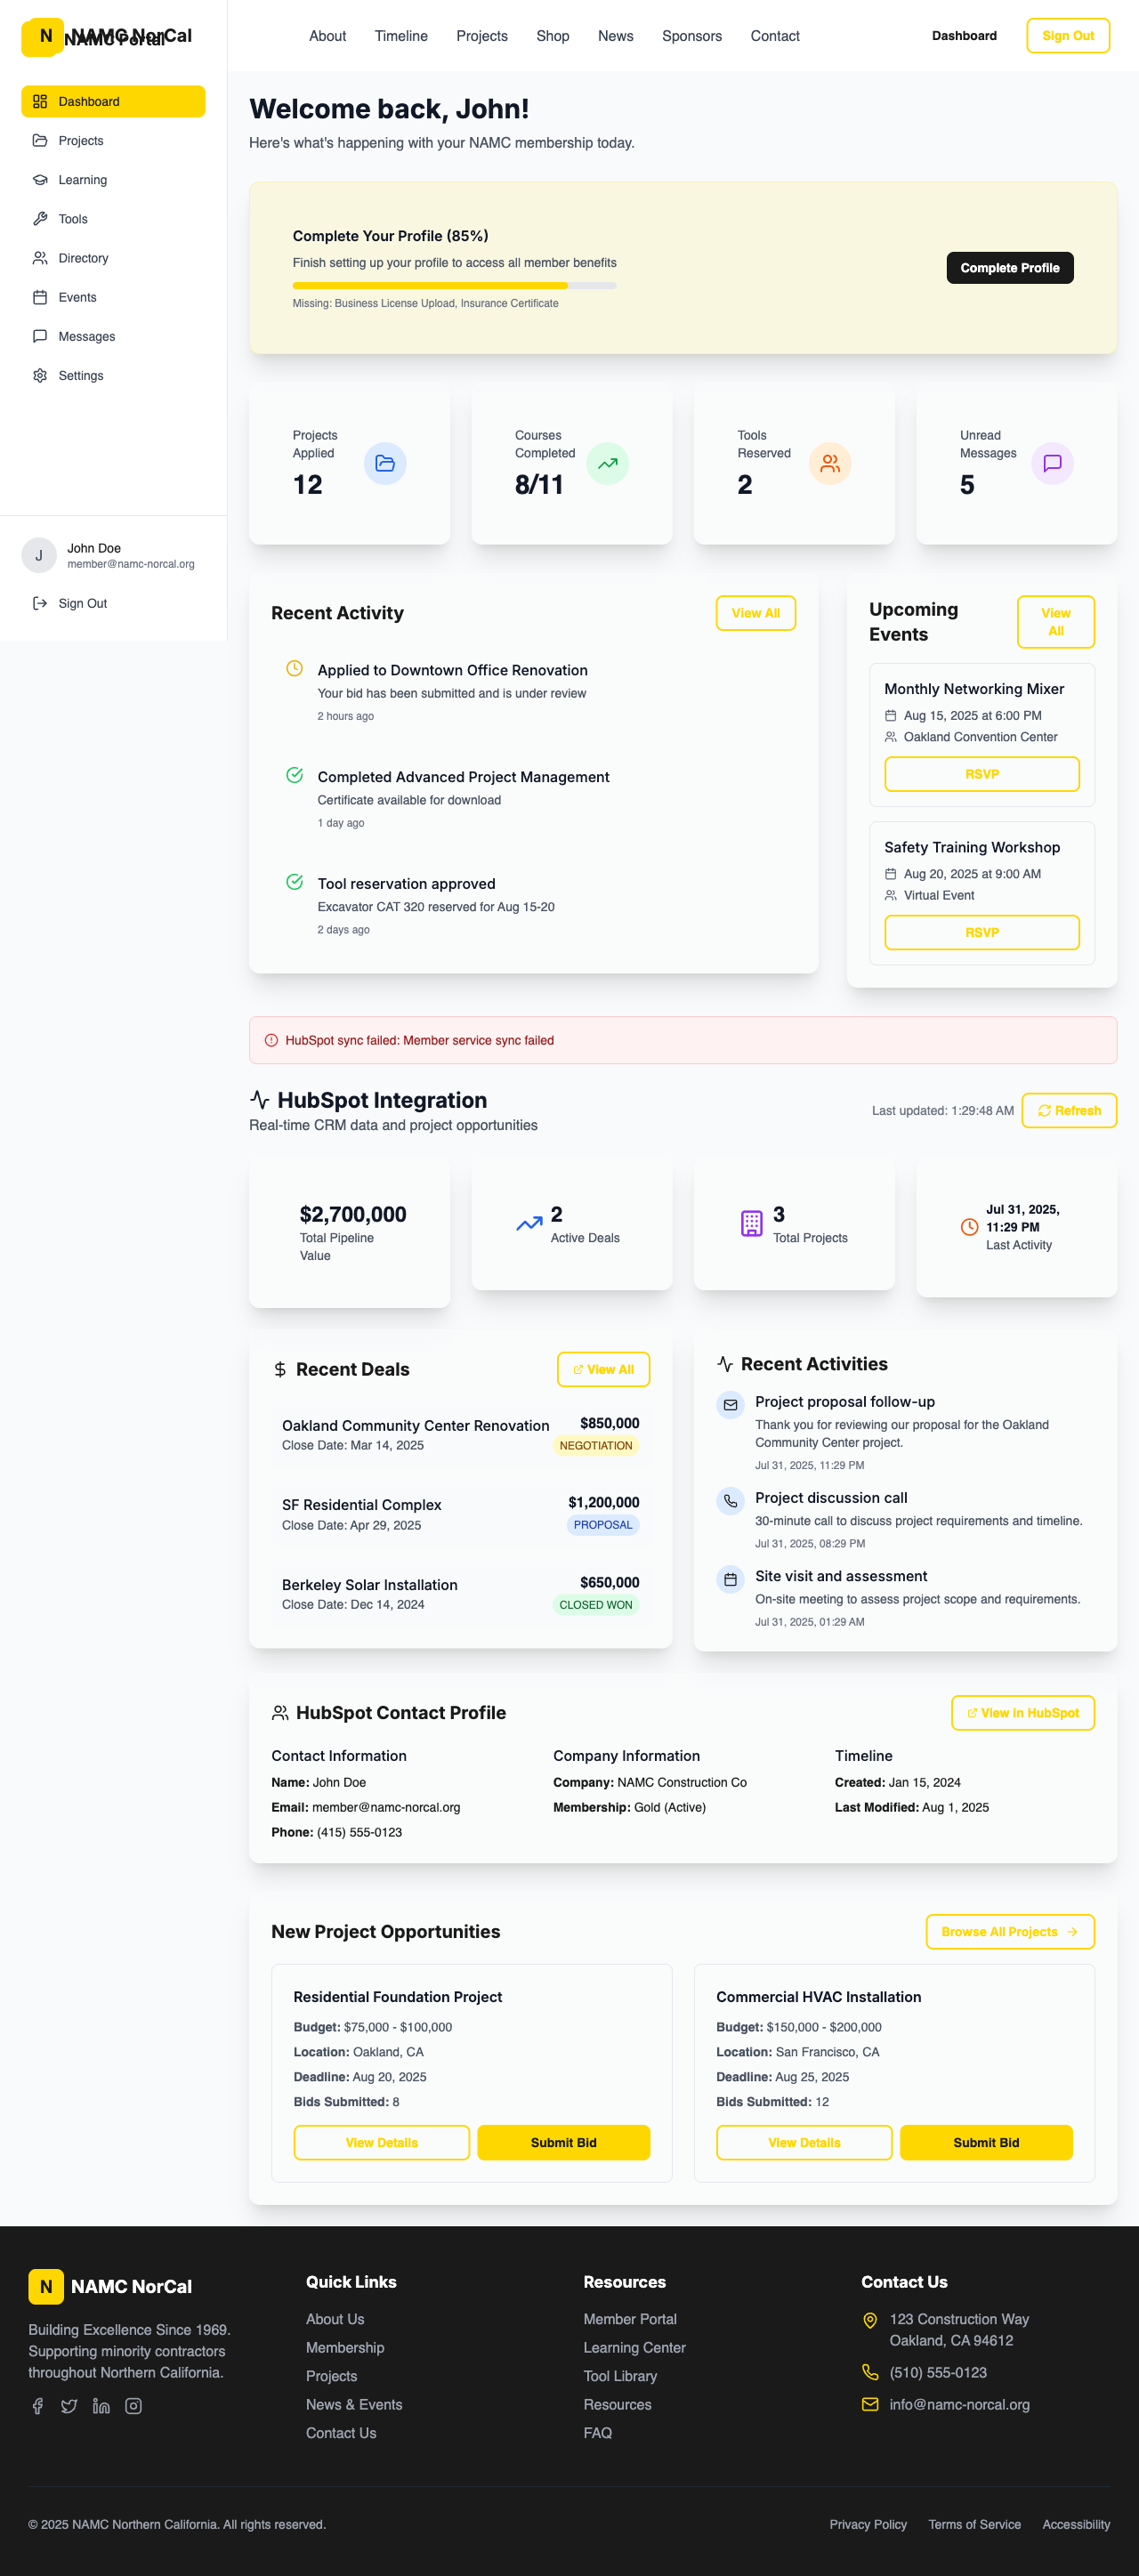 N NAMC NorCal
NAMC Portal
About Timeline Projects Shop News Sponsors Contact
Dashboard
Sign Out
Dashboard
Projects
Learning
Tools
Directory
Events
Messages
Settings
J
John Doe
member@namc-norcal.org
Sign Out
Welcome back, John!
Here's what's happening with your NAMC membership today.
Complete Your Profile (85%)
Finish setting up your profile to access all member benefits
Missing: Business License Upload, Insurance Certificate
Complete Profile
Projects
Applied
12
Courses
Completed
8/11
Tools
Reserved
2
Unread
Messages
5
Recent Activity
View All
Applied to Downtown Office Renovation
Your bid has been submitted and is under review
2 hours ago
Completed Advanced Project Management
Certificate available for download
1 day ago
Tool reservation approved
Excavator CAT 320 reserved for Aug 15-20
2 days ago
Upcoming
Events
View
All
Monthly Networking Mixer
Aug 15, 2025 at 6:00 PM
Oakland Convention Center
RSVP
Safety Training Workshop
Aug 20, 2025 at 9:00 AM
Virtual Event
RSVP
HubSpot sync failed: Member service sync failed
HubSpot Integration
Real-time CRM data and project opportunities
Last updated: 1:29:48 AM
Refresh
$2,700,000
Total Pipeline
Value
2
Active Deals
3
Total Projects
Jul 31, 2025,
11:29 PM
Last Activity
Recent Deals
View All
Oakland Community Center Renovation
Close Date: Mar 14, 2025
$850,000
NEGOTIATION
SF Residential Complex
Close Date: Apr 29, 2025
$1,200,000
PROPOSAL
Berkeley Solar Installation
Close Date: Dec 14, 2024
$650,000
CLOSED WON
Recent Activities
Project proposal follow-up
Thank you for reviewing our proposal for the Oakland
Community Center project.
Jul 31, 2025, 11:29 PM
Project discussion call
30-minute call to discuss project requirements and timeline.
Jul 31, 2025, 08:29 PM
Site visit and assessment
On-site meeting to assess project scope and requirements.
Jul 31, 2025, 01:29 AM
HubSpot Contact Profile
View in HubSpot
Contact Information
Name: John Doe
Email: member@namc-norcal.org
Phone: (415) 555-0123
Company Information
Company: NAMC Construction Co
Membership: Gold (Active)
Timeline
Created: Jan 15, 2024
Last Modified: Aug 1, 2025
New Project Opportunities
Browse All Projects
Residential Foundation Project
Budget: $75,000 - $100,000
Location: Oakland, CA
Deadline: Aug 20, 2025
Bids Submitted: 8
View Details
Submit Bid
Commercial HVAC Installation
Budget: $150,000 - $200,000
Location: San Francisco, CA
Deadline: Aug 25, 2025
Bids Submitted: 12
View Details
Submit Bid
N NAMC NorCal
Building Excellence Since 1969.
Supporting minority contractors
throughout Northern California.
Quick Links
About Us
Membership
Projects
News & Events
Contact Us
Resources
Member Portal
Learning Center
Tool Library
Resources
FAQ
Contact Us
123 Construction Way
Oakland, CA 94612
(510) 555-0123
info@namc-norcal.org
© 2025 NAMC Northern California. All rights reserved.
Privacy Policy Terms of Service Accessibility